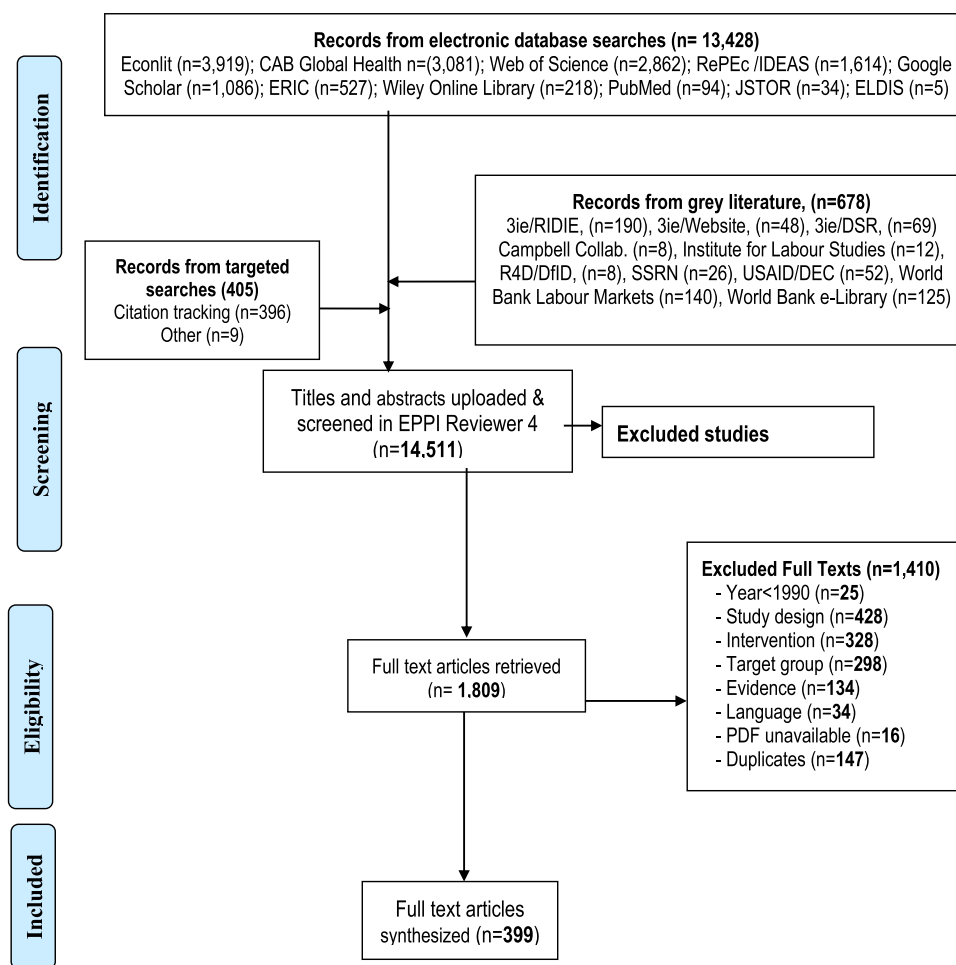 Records from electronic database searches (n= 13,428)
Econlit (n=3,919); CAB Global Health n=(3,081); Web of Science (n=2,862); RePEc /IDEAS (n=1,614); Google
Scholar (n=1,086); ERIC (n=527); Wiley Online Library (n=218); PubMed (n=94); JSTOR (n=34); ELDIS (n=5)
Identification
Records from grey literature, (n=678)
3ie/RIDIE, (n=190), 3ie/Website, (n=48), 3ie/DSR, (n=69)
Campbell Collab. (n=8), Institute for Labour Studies (n=12),
R4D/DfID, (n=8), SSRN (n=26), USAID/DEC (n=52), World
Bank Labour Markets (n=140), World Bank e-Library (n=125)
Records from targeted
searches (405)
Citation tracking (n=396)
Other (n=9)
Screening
Titles and abstracts uploaded &
screened in EPPI Reviewer 4
(n=14,511)
Excluded studies
Eligibility
Full text articles retrieved
(n= 1,809)
Excluded Full Texts (n=1,410)
- Year<1990 (n=25)
- Study design (n=428)
- Intervention (n=328)
- Target group (n=298)
- Evidence (n=134)
- Language (n=34)
- PDF unavailable (n=16)
- Duplicates (n=147)
Included
Full text articles
synthesized (n=399)